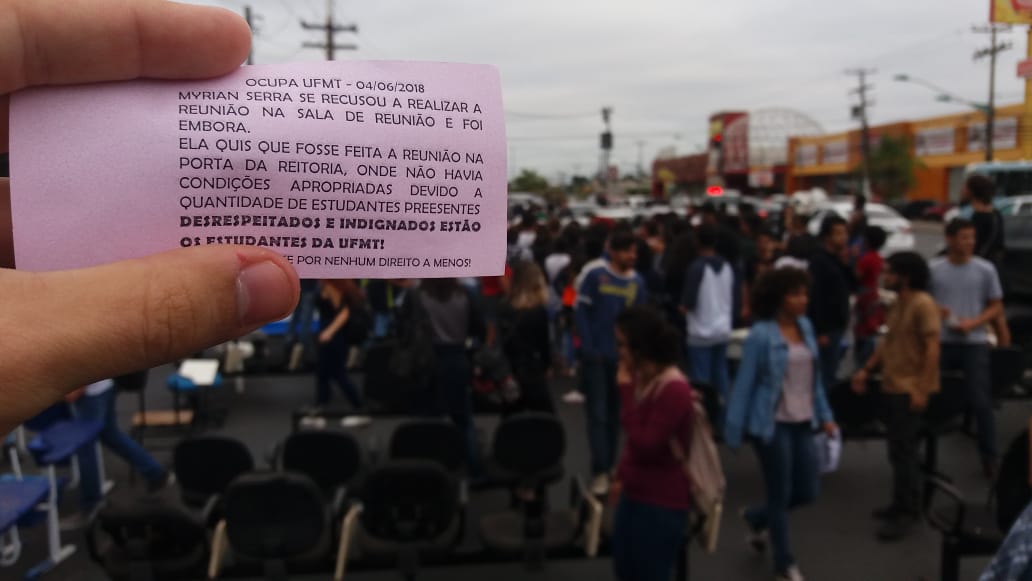 OCUPA UFMT - 04/06/2018
MYRIAN SERRA SE RECUSOU A REALIZAR A
REUNIÃO NA SALA DE REUNIÃO E FOI
EMBORA.
ELA QUIS QUE FOSSE FEITA A REUNIÃO NA
PORTA DA REITORIA, ONDE NÃO HAVIA
CONDIÇÕES APROPRIADAS DEVIDO A
QUANTIDADE DE ESTUDANTES PREESENTES
DESRESPEITADOS E INDIGNADOS ESTÃO
OS ESTUDANTES DA UFMT!
E POR NENHUM DIREITO A MENOS!